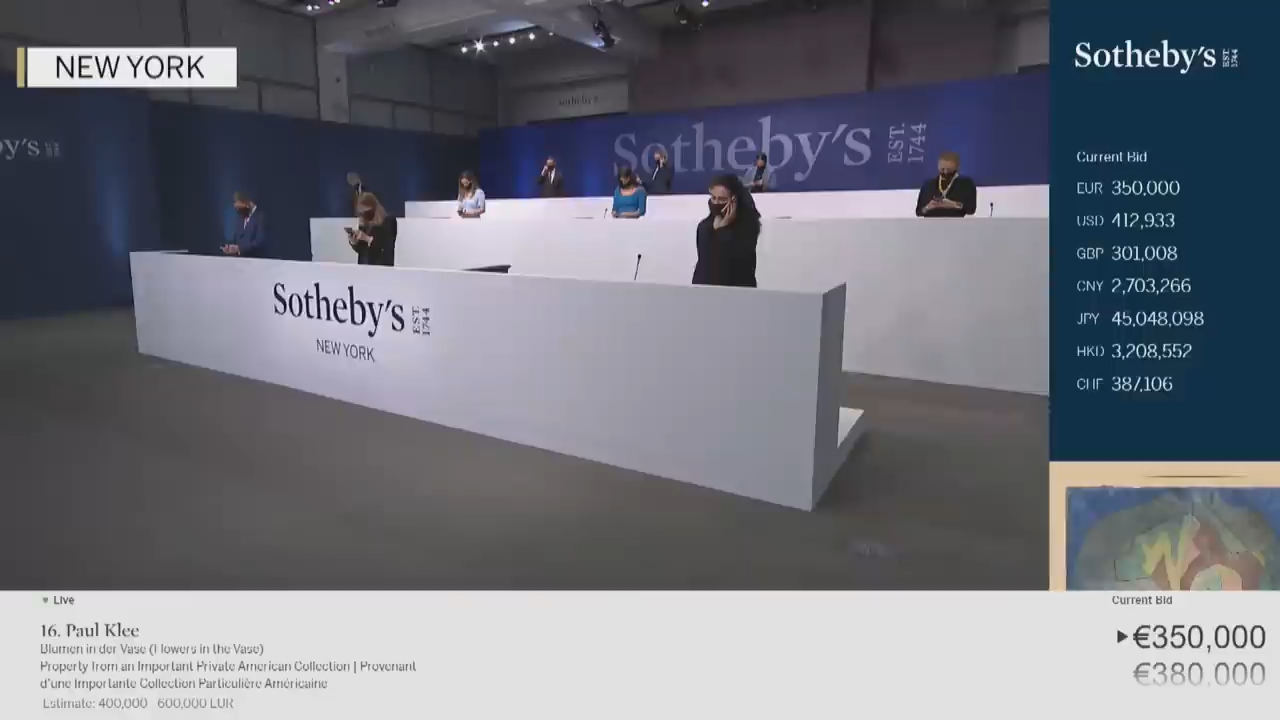 NEW YORK
y's
Sotheby's
Sotheby's EST. 1744
Sotheby's EST. 1744
NEW YORK
Sotheby's EST. 1744
Current Bid
EUR 350,000
USD 412,933
GBP 301,008
CNY 2,703,266
JPY 45,048,098
HKD 3,208,552
CHF 387,106
Live
16. Paul Klee
Blumen in der Vase (Flowers in the Vase)
Property from an Important Private American Collection | Provenant
d'une Importante Collection Particulière Américaine
Estimate: 400,000 - 600,000 EUR
Current Bid
€350,000
€380,000